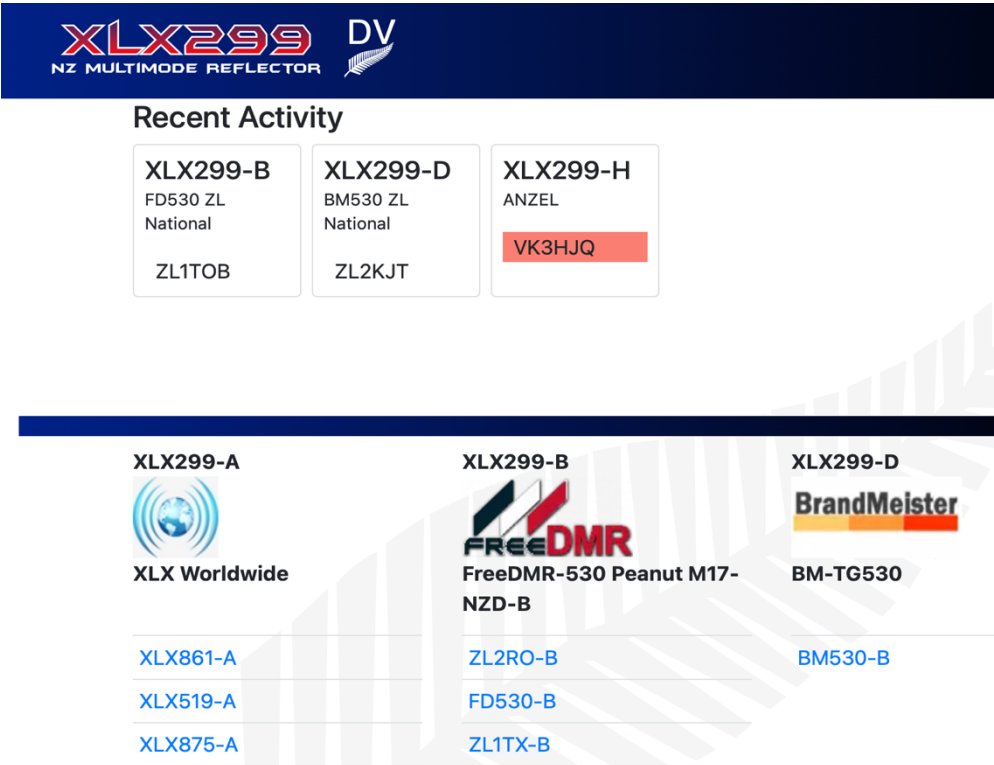 XLX299
NZ MULTIMODE REFLECTOR
DV
Recent Activity
XLX299-B
FD530 ZL
National
ZL1TOB
XLX299-D
BM530 ZL
National
ZL2KJT
XLX299-H
ANZEL
VK3HJQ
XLX299-A
XLX Worldwide
XLX861-A
XLX519-A
XLX875-A
XLX299-B
FREEDMR
FreeDMR-530 Peanut M17-
NZD-B
ZL2RO-B
FD530-B
ZL1TX-B
XLX299-D
BrandMeister
BM-TG530
BM530-B